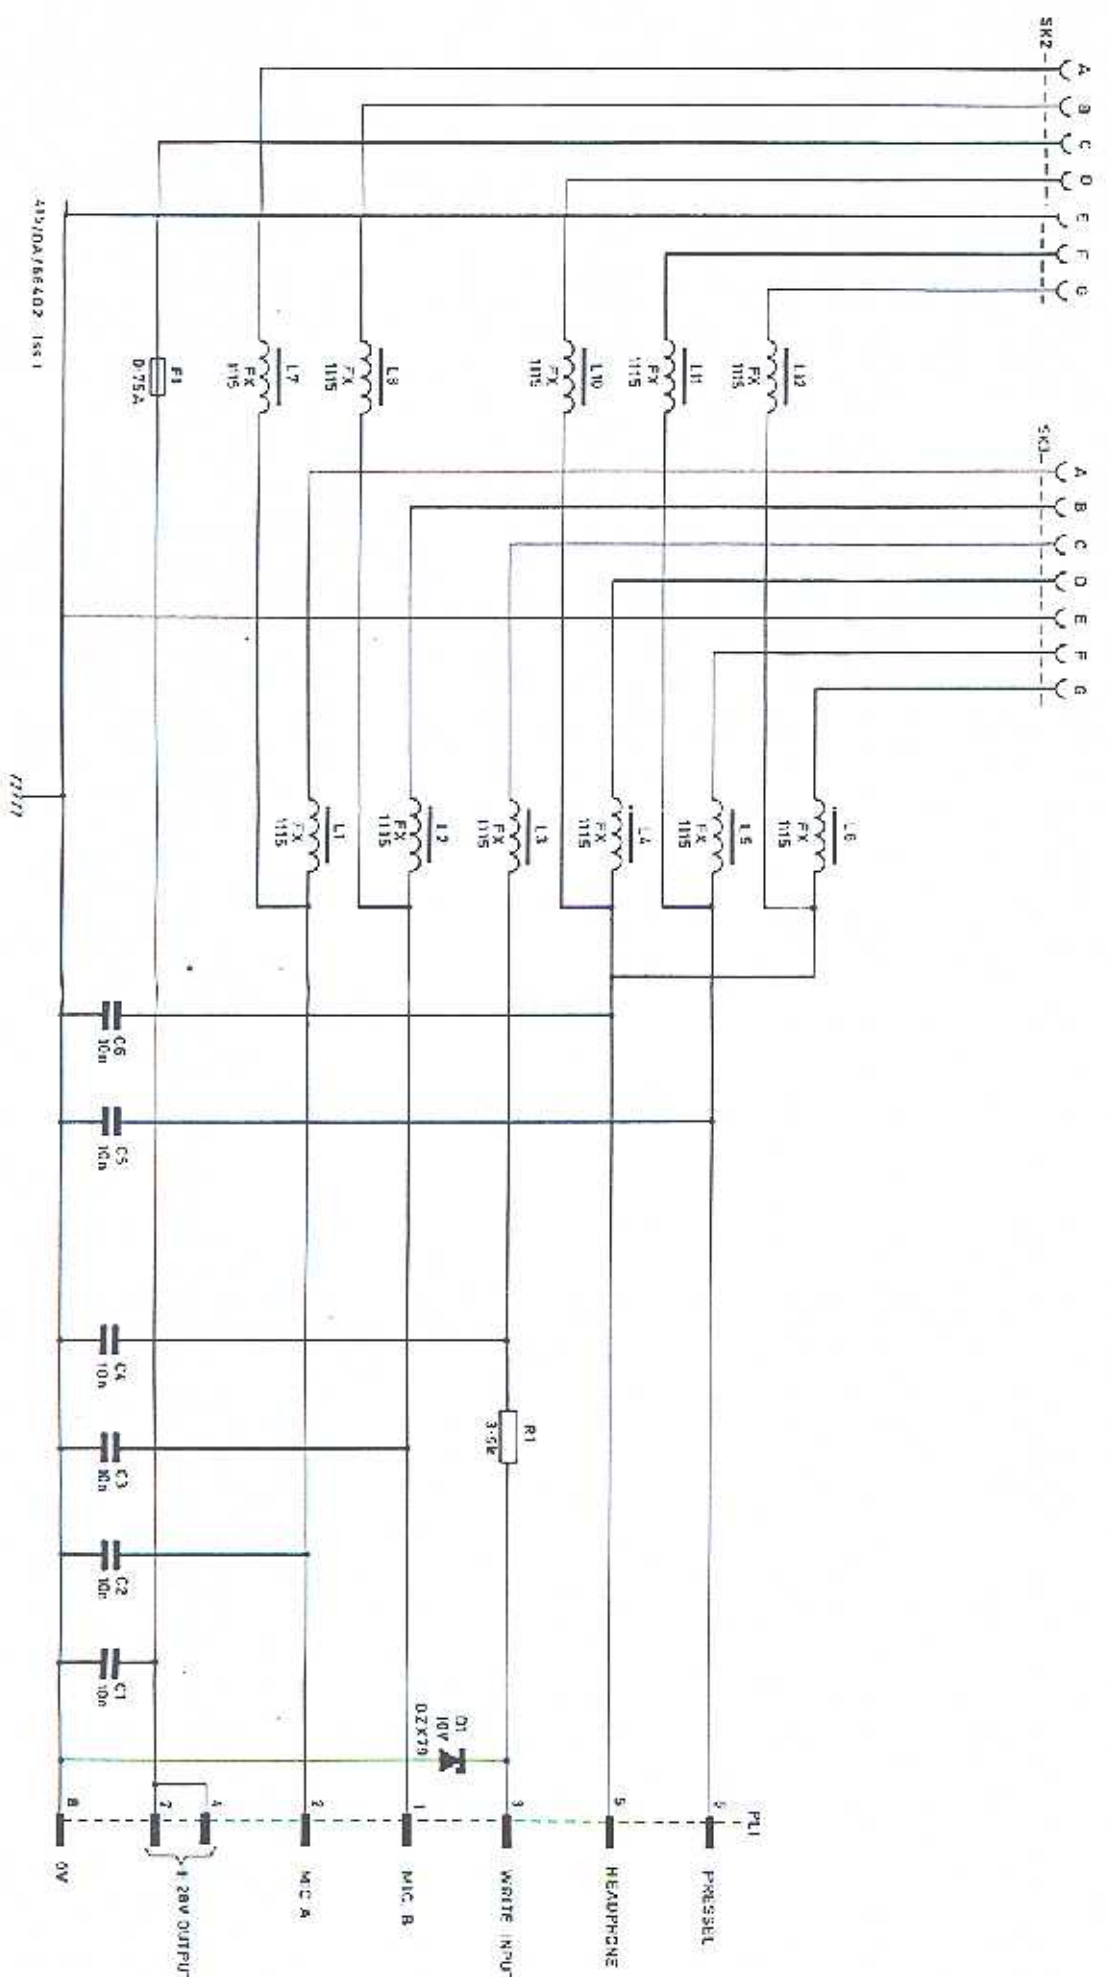 SK2
A
B
C
D
E
F
G
SK3
A
B
C
D
E
F
G
L12
FX
1115
L11
FX
1115
L10
FX
1115
L8
FX
1115
L7
FX
1115
F1
0.75A
L6
FX
1115
L5
FX
1115
L4
FX
1115
L3
FX
1115
L2
FX
1115
L1
FX
1115
C6
10n
C5
10n
C4
10n
C3
10n
C2
10n
C1
10n
R1
D1
10V
PL1
PRESSEL
5
HEADPHONE
3
WRITE INPUT
1
MIC B
2
MIC A
4
7
28V OUTPUT
8
0V
Iss 1